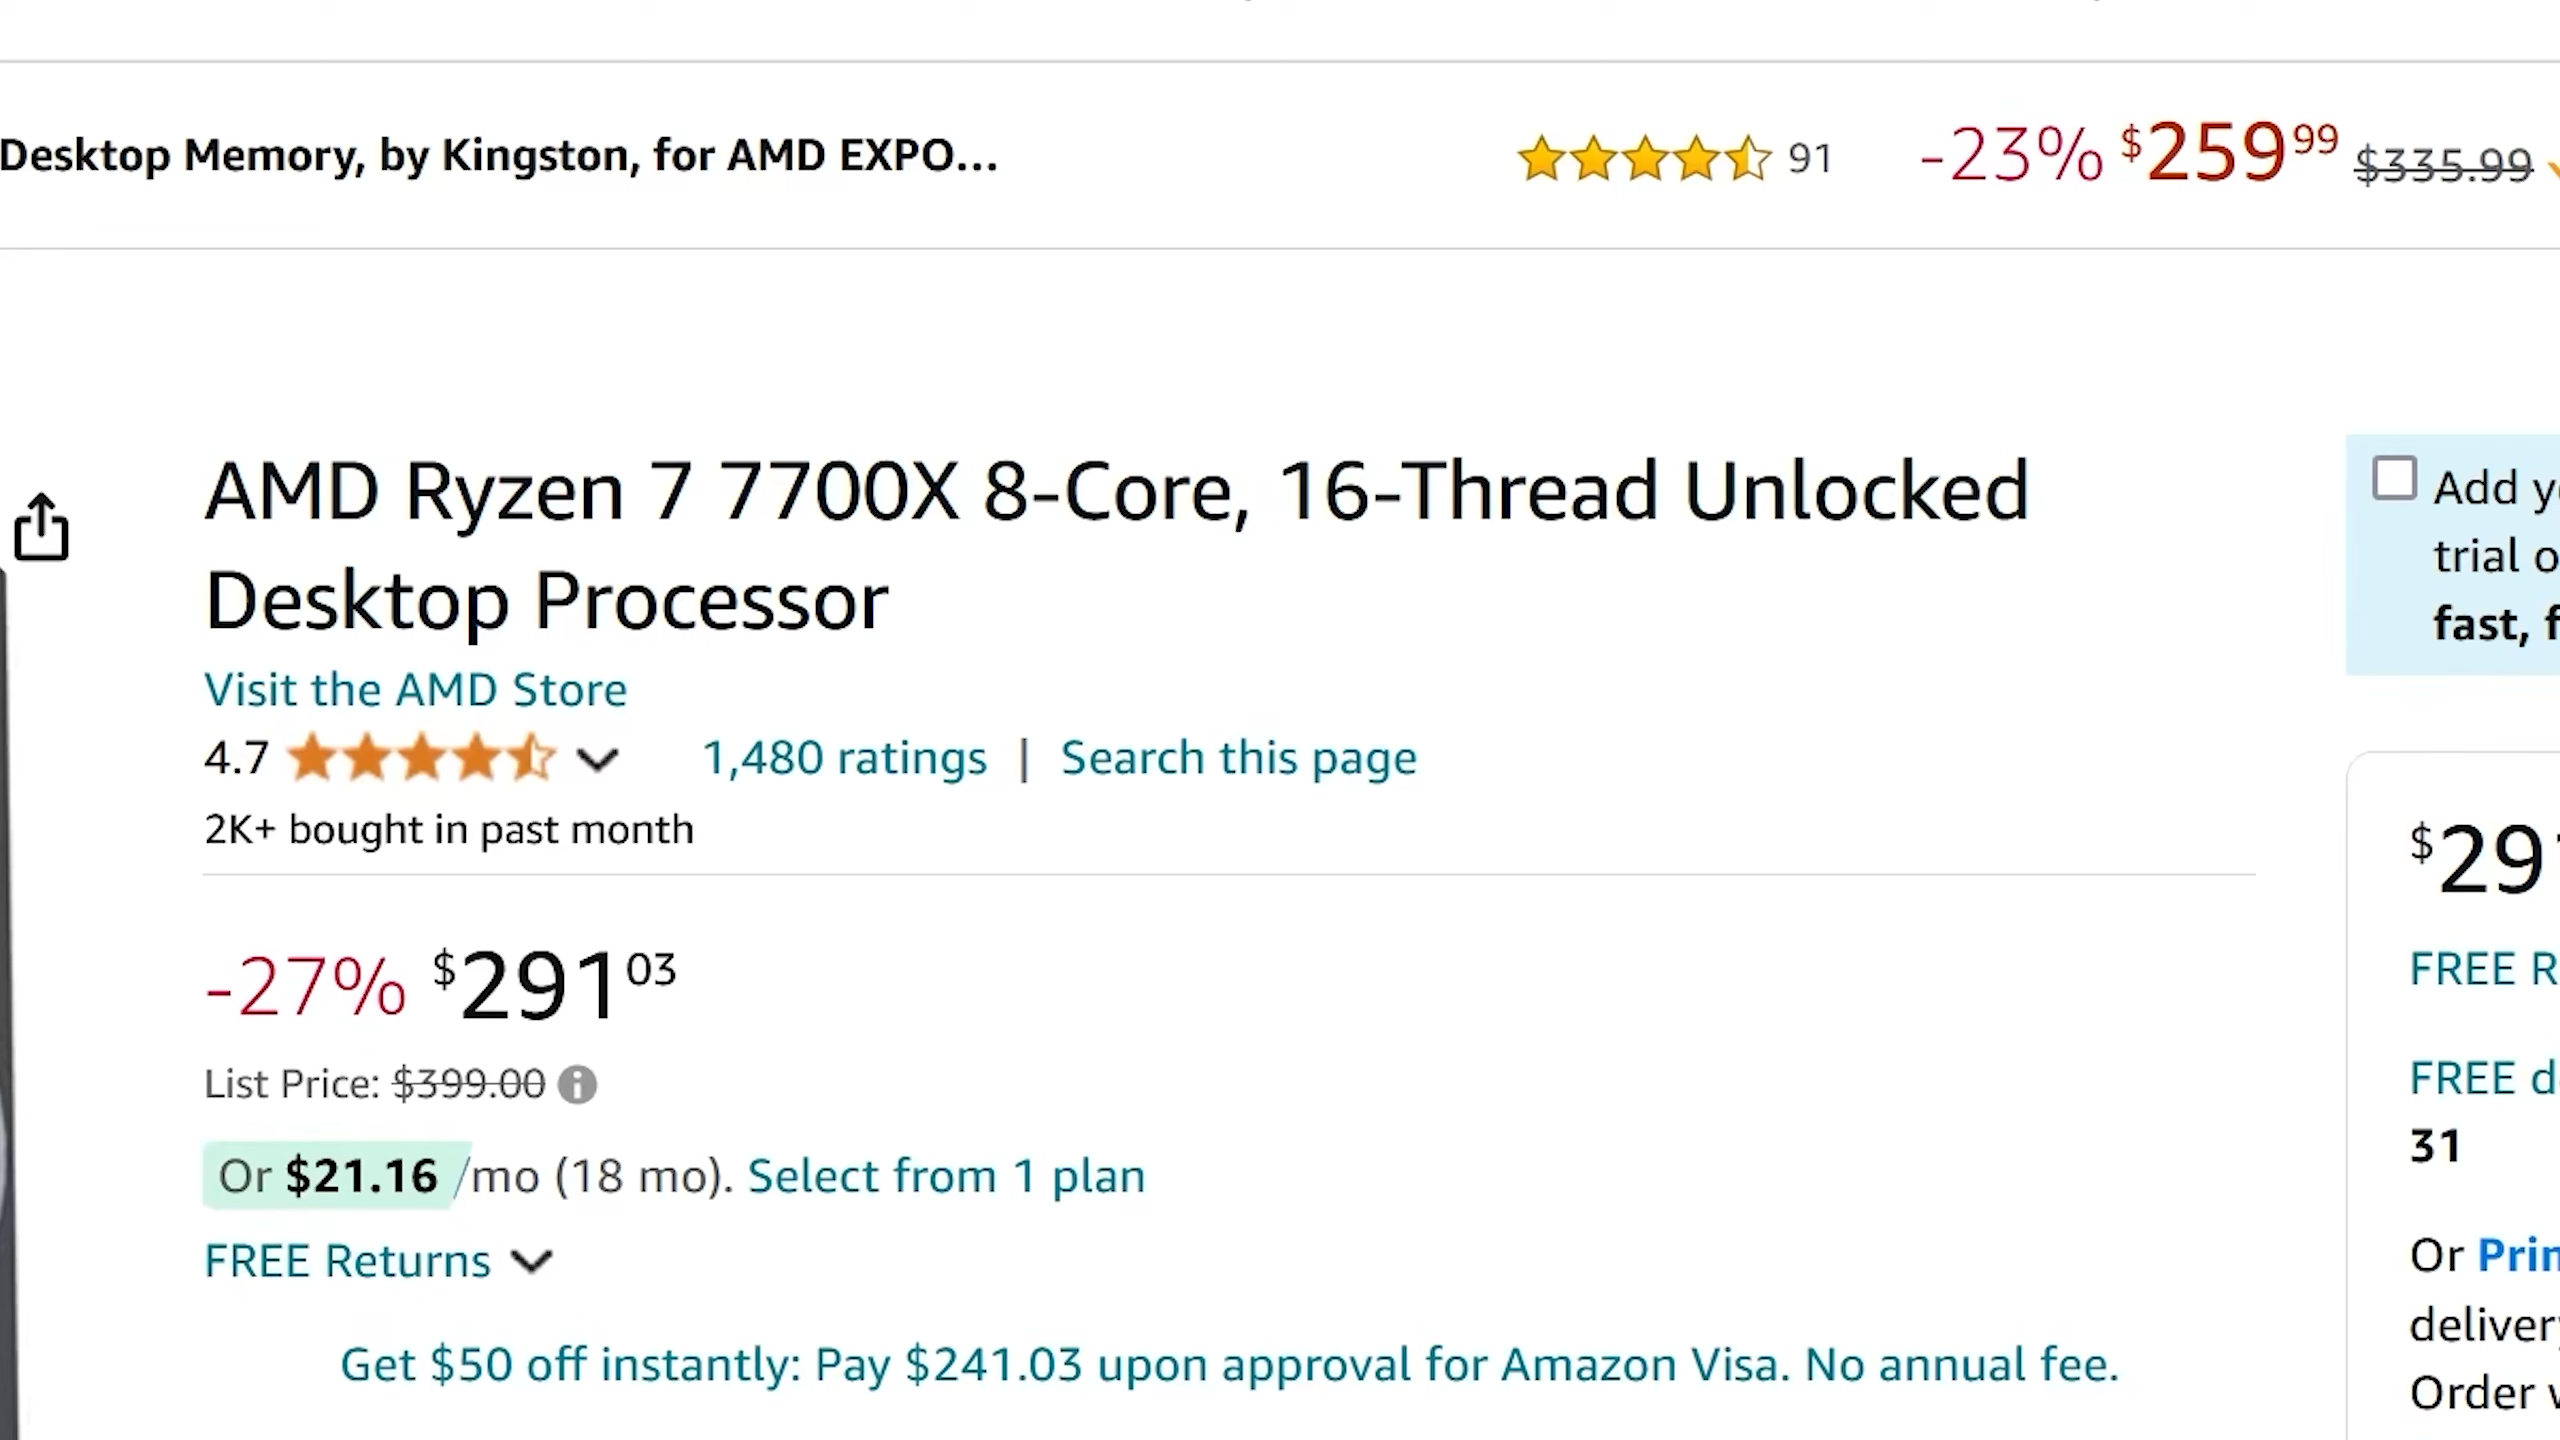 Desktop Memory, by Kingston, for AMD EXPO... 91 -23% $259.99 $335.99
AMD Ryzen 7 7700X 8-Core, 16-Thread Unlocked
Desktop Processor
Visit the AMD Store
4.7 1,480 ratings | Search this page
2K+ bought in past month
-27% $291.03
List Price: $399.00
Or $21.16 /mo (18 mo). Select from 1 plan
FREE Returns
Get $50 off instantly: Pay $241.03 upon approval for Amazon Visa. No annual fee.
Add
trial
fast,
FREE
FREE
31
Or
Order